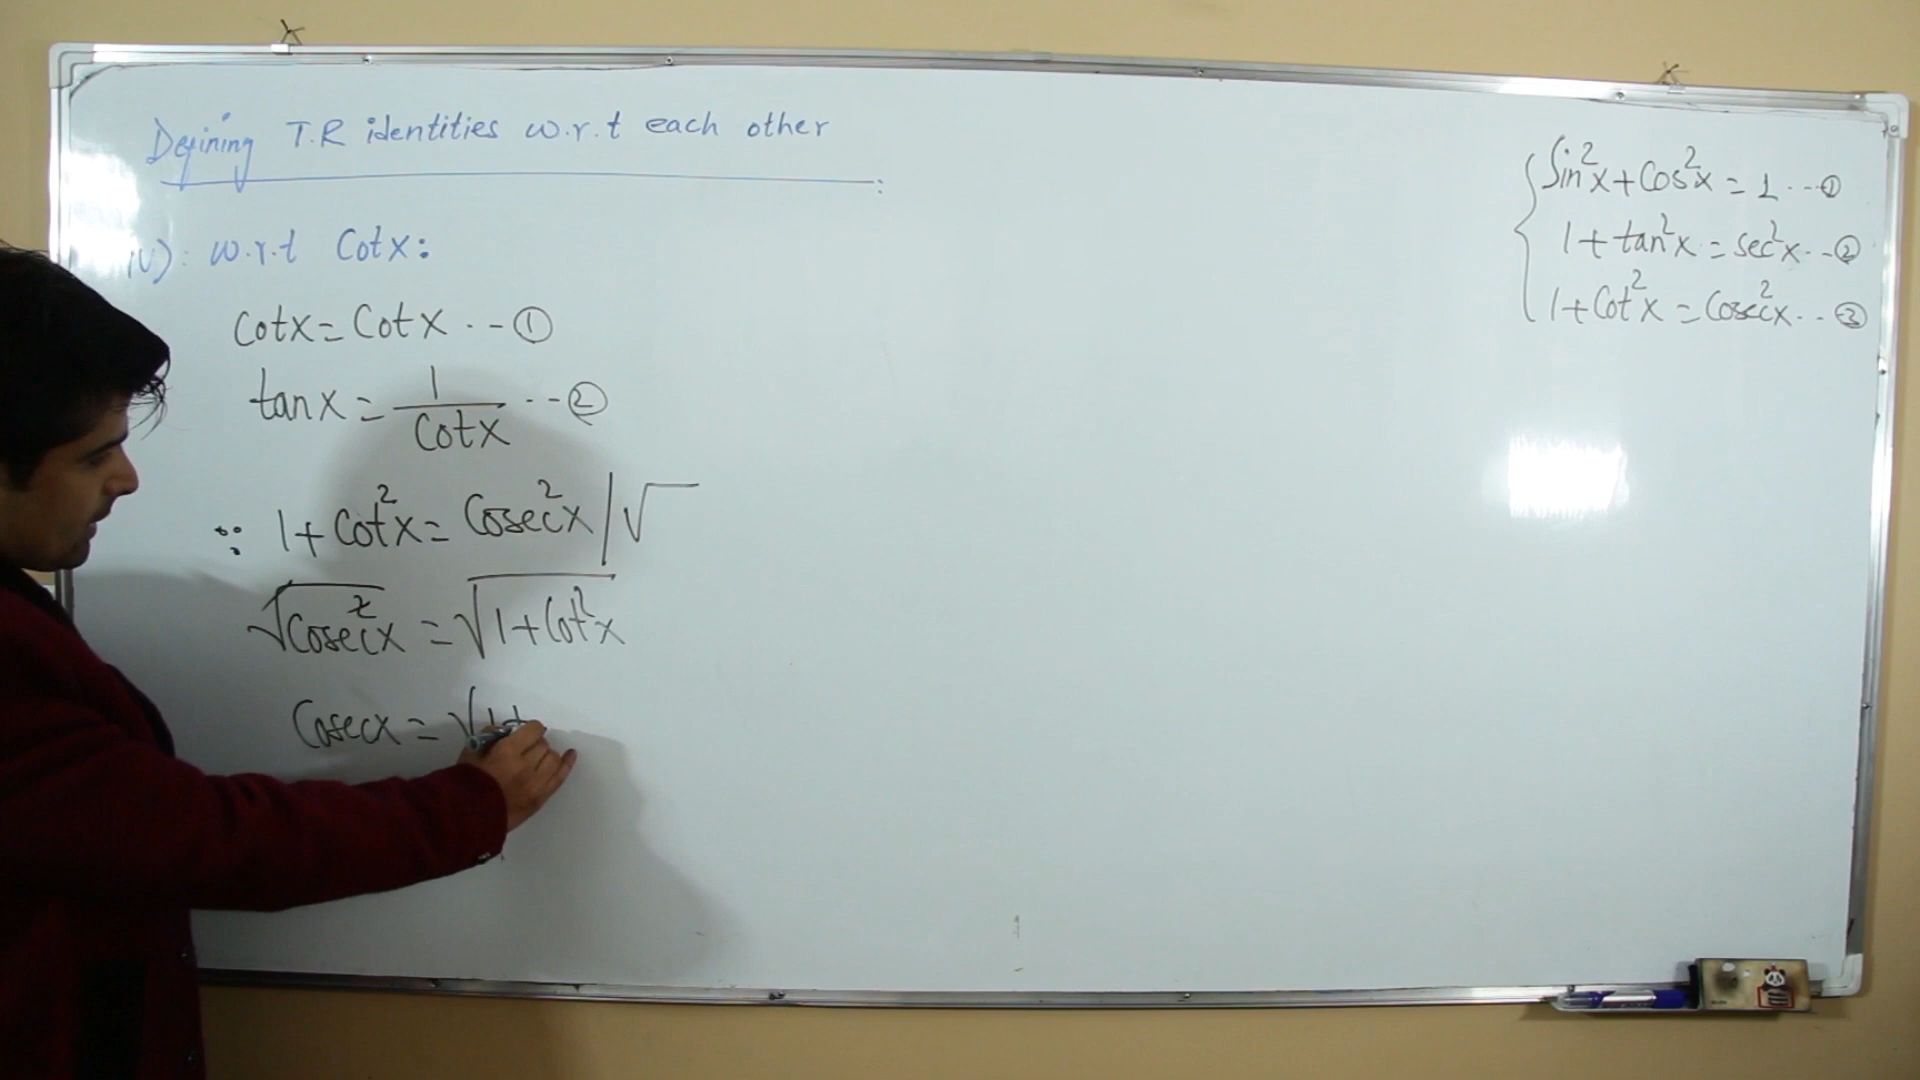 Defining T.R identities w.r.t each other :
iv): w.r.t Cotx:
Cotx = Cotx ... ①
tanx = 1/Cotx ... ②
∵ 1+Cot²x = Cosec²x | √
√Cosec²x = √1+Cot²x
Cosecx = √1+
{ Sin²x+Cos²x = 1 ... ①
1+tan²x = sec²x ... ②
1+Cot²x = Cosec²x ... ③